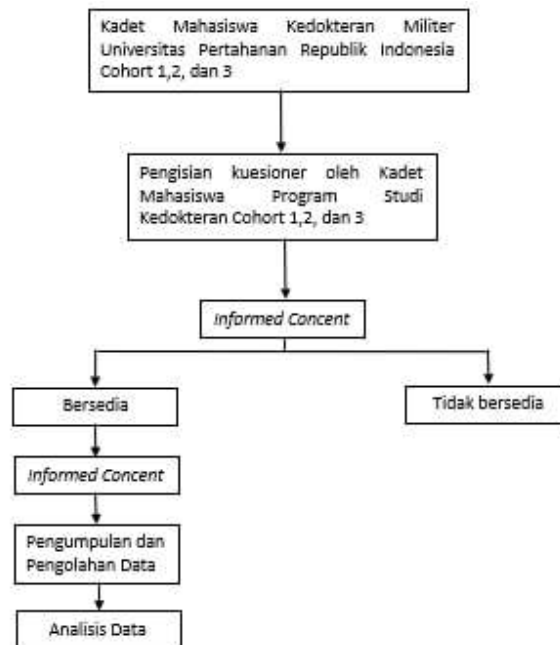 Kadet Mahasiswa Kedokteran Militer
Universitas Pertahanan Republik Indonesia
Cohort 1,2, dan 3
Pengisian kuesioner oleh Kadet
Mahasiswa Program Studi
Kedokteran Cohort 1,2, dan 3
Informed Concent
Bersedia
Tidak bersedia
Informed Concent
Pengumpulan dan
Pengolahan Data
Analisis Data